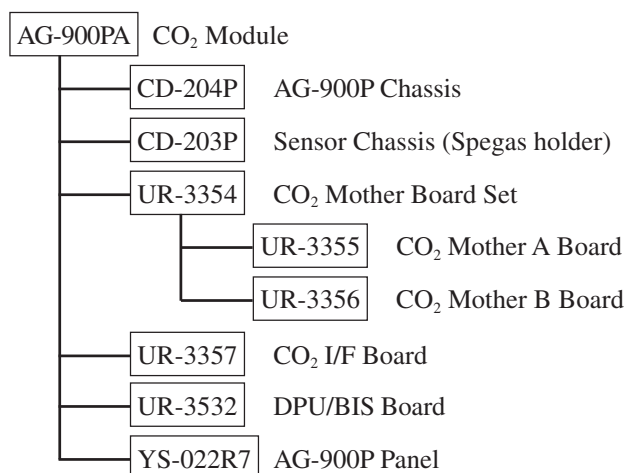 AG-900PA CO₂ Module
CD-204P AG-900P Chassis
CD-203P Sensor Chassis (Spegas holder)
UR-3354 CO₂ Mother Board Set
UR-3355 CO₂ Mother A Board
UR-3356 CO₂ Mother B Board
UR-3357 CO₂ I/F Board
UR-3532 DPU/BIS Board
YS-022R7 AG-900P Panel